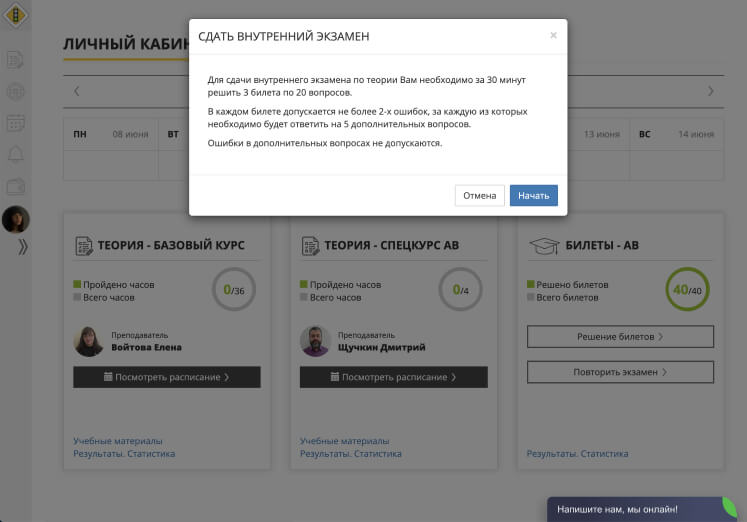 ЛИЧНЫЙ КАБИН
СДАТЬ ВНУТРЕННИЙ ЭКЗАМЕН
×
Для сдачи внутреннего экзамена по теории Вам необходимо за 30 минут
решить 3 билета по 20 вопросов.
В каждом билете допускается не более 2-х ошибок, за каждую из которых
необходимо будет ответить на 5 дополнительных вопросов.
Ошибки в дополнительных вопросах не допускаются.
Отмена
Начать
ПН 08 июня ВТ 13 июня ВС 14 июня
ТЕОРИЯ - БАЗОВЫЙ КУРС
Пройдено часов
Всего часов
0/36
Преподаватель
Войтова Елена
Посмотреть расписание
Учебные материалы
Результаты. Статистика
ТЕОРИЯ - СПЕЦКУРС АВ
Пройдено часов
Всего часов
0/4
Преподаватель
Щучкин Дмитрий
Посмотреть расписание
Учебные материалы
Результаты. Статистика
БИЛЕТЫ - АВ
Решено билетов
Всего билетов
40/40
Решение билетов
Повторить экзамен
Результаты. Статистика
Напишите нам, мы онлайн!